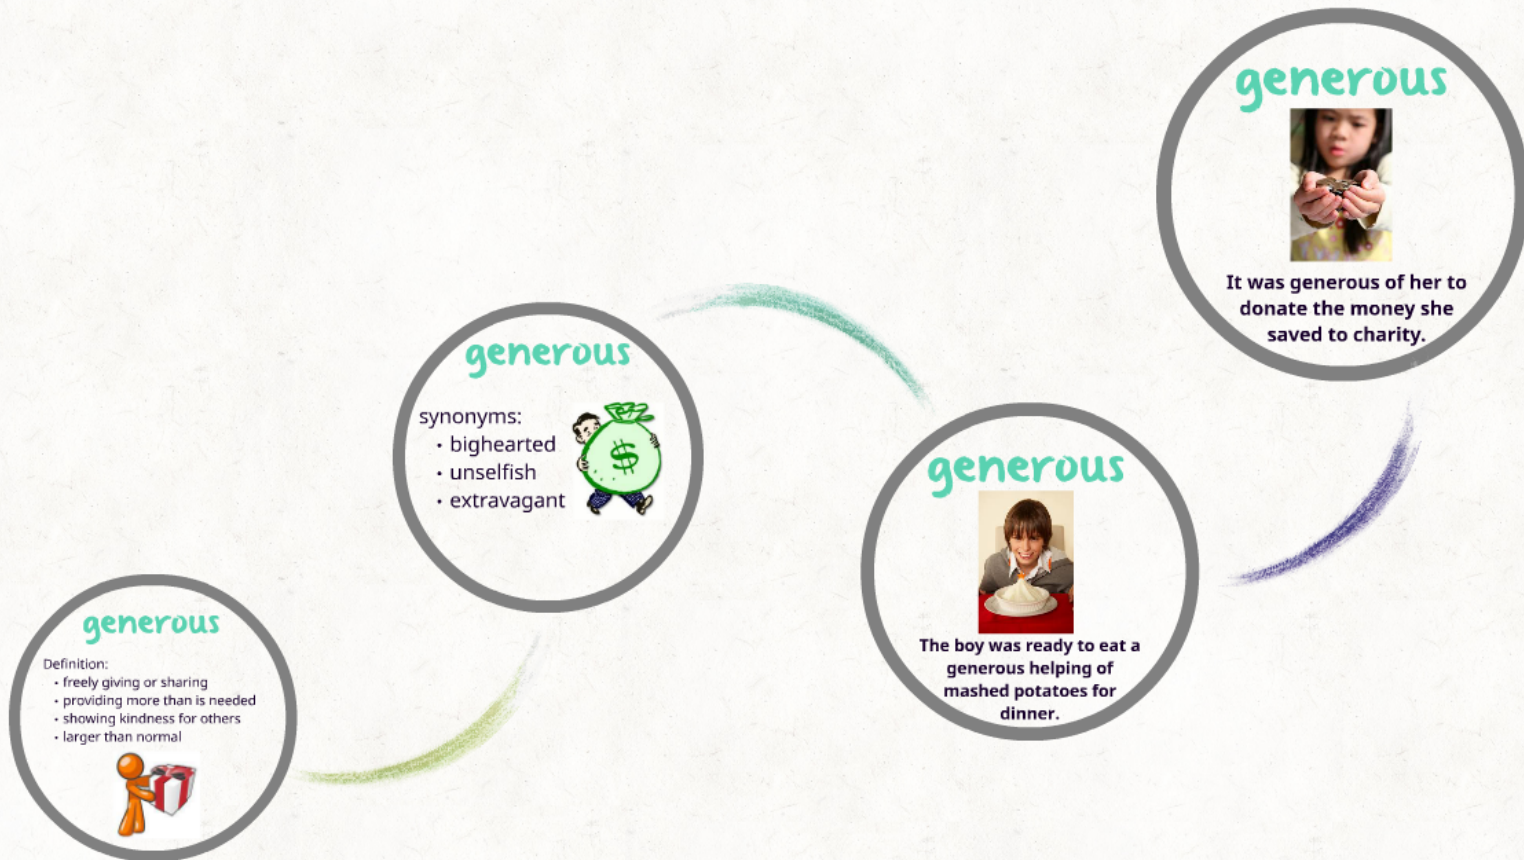 generous
Definition:
• freely giving or sharing
• providing more than is needed
• showing kindness for others
• larger than normal
generous
synonyms:
• bighearted
• unselfish
• extravagant
$
generous
The boy was ready to eat a
generous helping of
mashed potatoes for
dinner.
generous
It was generous of her to
donate the money she
saved to charity.